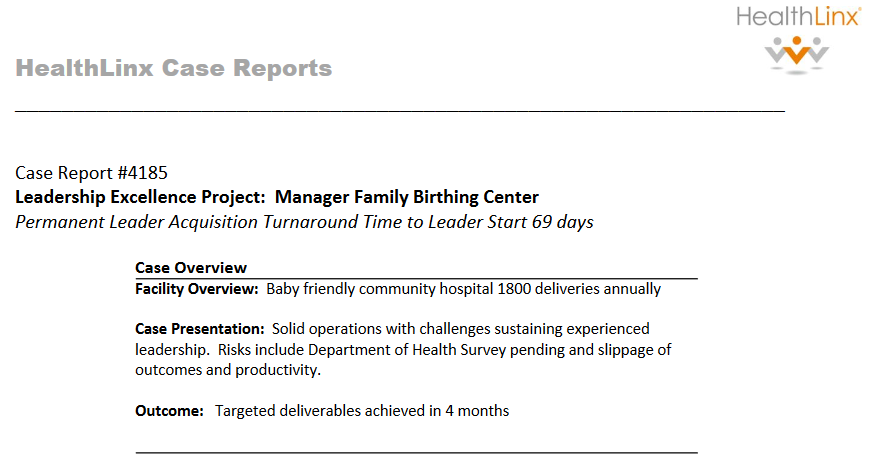 HealthLinx®
HealthLinx Case Reports
Case Report #4185
Leadership Excellence Project:  Manager Family Birthing Center
Permanent Leader Acquisition Turnaround Time to Leader Start 69 days
Case Overview
Facility Overview:  Baby friendly community hospital 1800 deliveries annually
Case Presentation:  Solid operations with challenges sustaining experienced
leadership.  Risks include Department of Health Survey pending and slippage of
outcomes and productivity.
Outcome:   Targeted deliverables achieved in 4 months